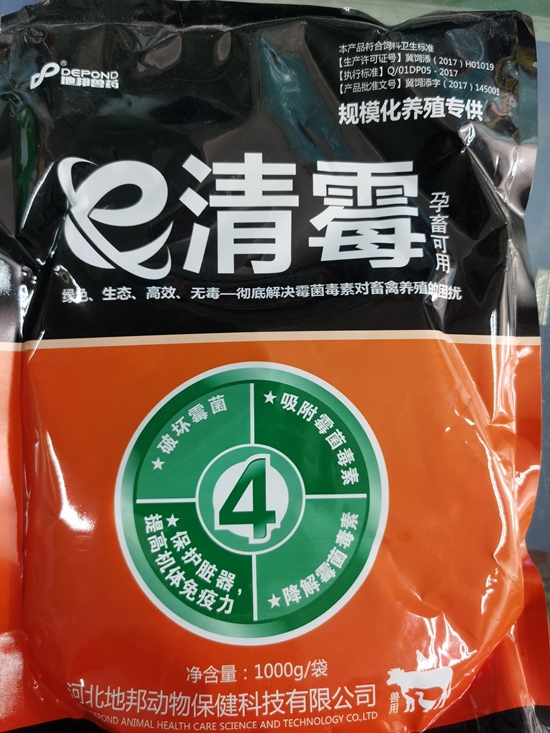 DEPOND
地邦兽药
本产品符合饲料卫生标准
【生产许可证号】冀饲添（2017）H01019
【执行标准】Q/01DP05 - 2017
【产品批准文号】冀饲添字（2017）145001
规模化养殖专供
e清霉
孕畜可用
绿色、生态、高效、无毒—彻底解决霉菌毒素对畜禽养殖的困扰
★破坏霉菌
★吸附霉菌毒素
4
★保护脏器，
提高机体免疫力
★降解霉菌毒素
净含量：1000g/袋
河北地邦动物保健科技有限公司
DEPOND ANIMAL HEALTH CARE SCIENCE AND TECHNOLOGY CO.,LTD
兽用